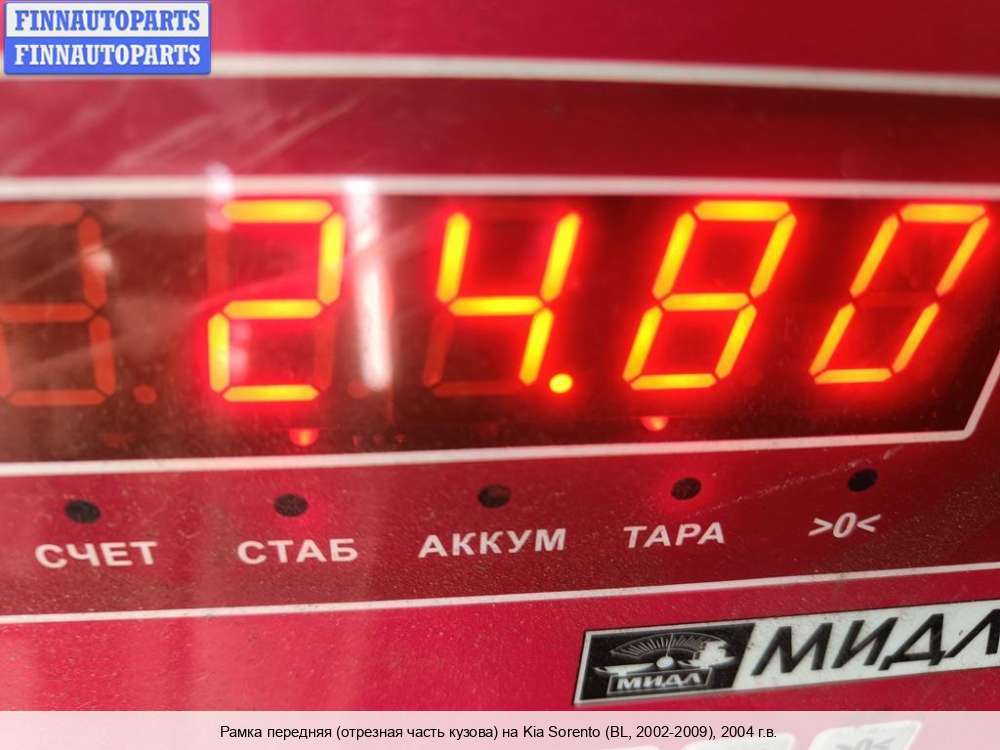 FINNAUTOPARTS
FINNAUTOPARTS
24.80
СЧЕТ СТАБ АККУМ ТАРА >0<
МИДЛ МИДЛ
Рамка передняя (отрезная часть кузова) на Kia Sorento (BL, 2002-2009), 2004 г.в.